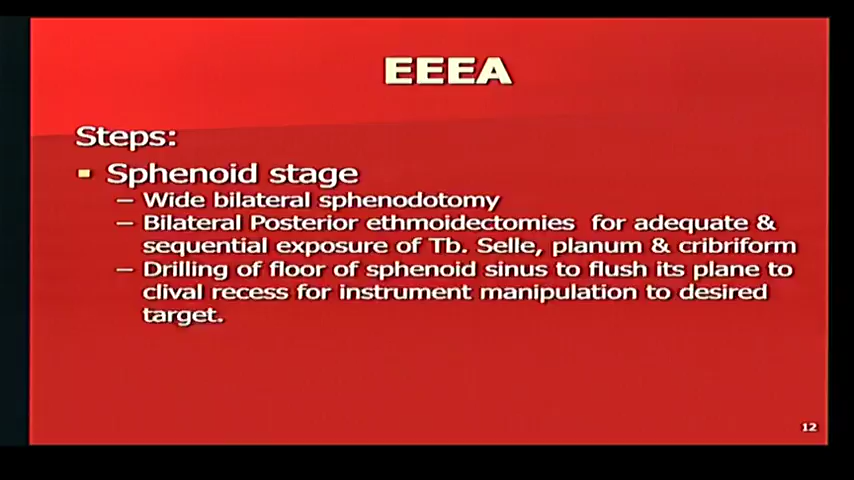 EEEA
Steps:
Sphenoid stage
– Wide bilateral sphenodotomy
– Bilateral Posterior ethmoidectomies for adequate &
sequential exposure of Tb. Selle, planum & cribriform
– Drilling of floor of sphenoid sinus to flush its plane to
clival recess for instrument manipulation to desired
target.
12